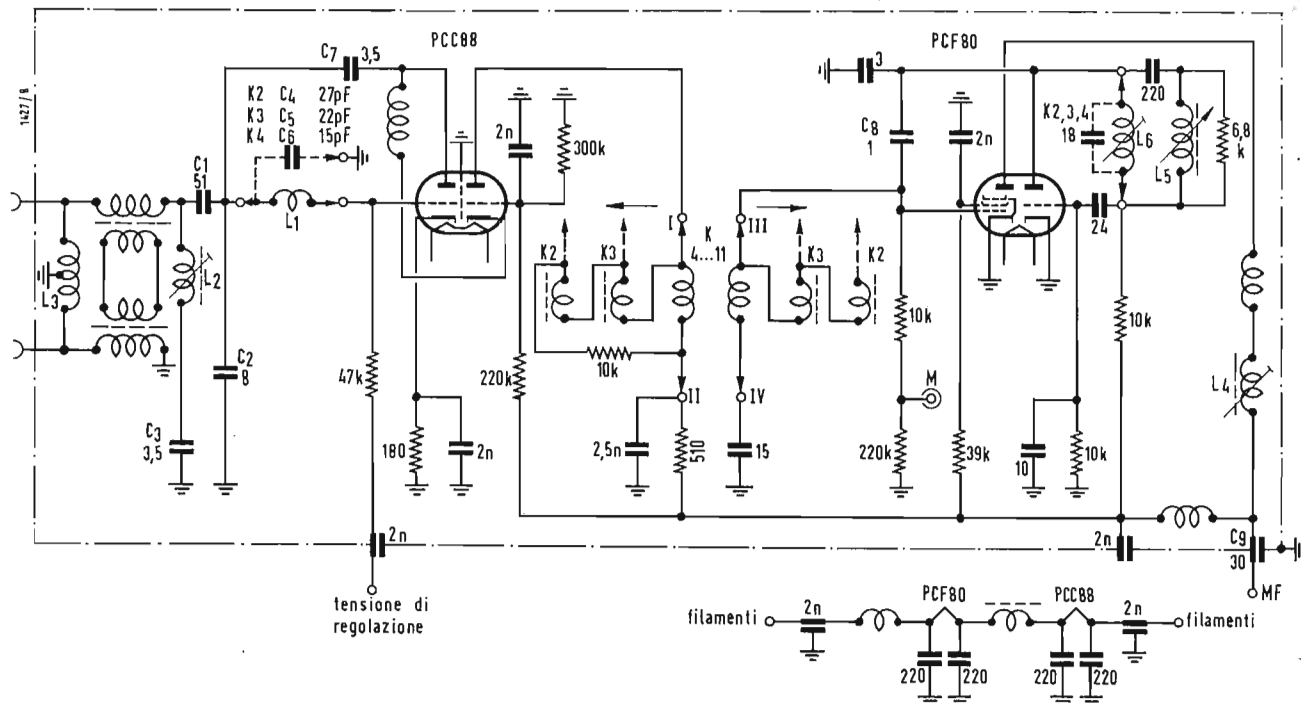 PCC88
PCF80
1427/8
C7 3,5
K2 C4 27pF
K3 C5 22pF
K4 C6 15pF
2n
300k
3
C8
1
2n
220
K2,3,4
18
L6
L5
6,8
k
C1
51
L1
24
L3
L2
I
K
4...11
III
K2
K3
K3
K2
10k
10k
C2
8
47k
220k
10k
II
IV
M
L4
C3
3,5
180
2n
2,5n
510
15
220k
39k
10
10k
2n
2n
C9
30
MF
tensione di
regolazione
PCF80
PCC88
filamenti
2n
2n
filamenti
220
220
220
220